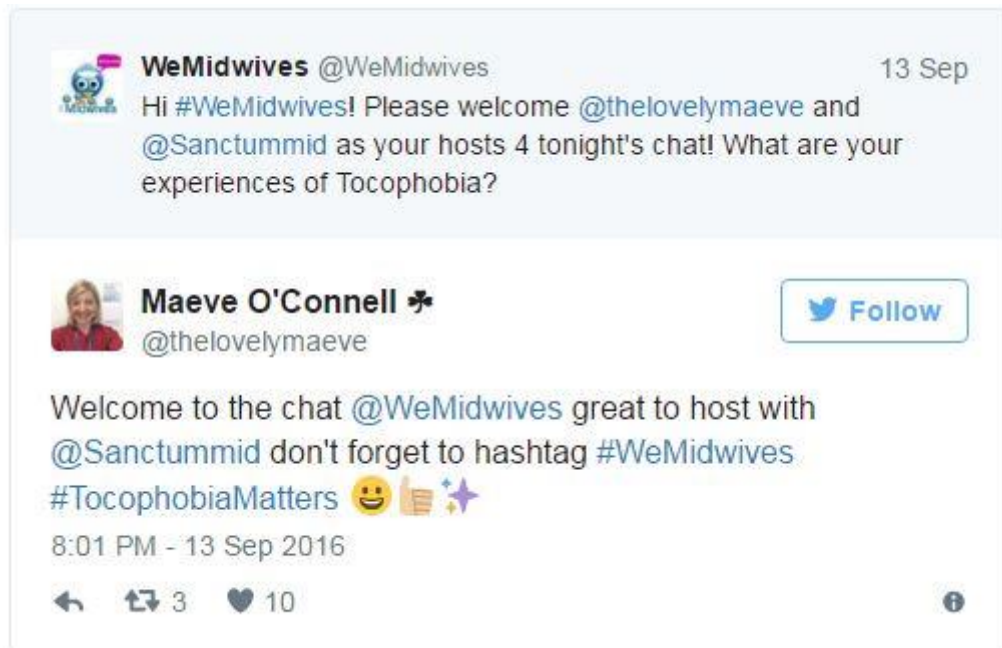 WeMidwives @WeMidwives 13 Sep
Hi #WeMidwives! Please welcome @thelovelymaeve and
@Sanctummid as your hosts 4 tonight's chat! What are your
experiences of Tocophobia?
Maeve O'Connell ☘
Follow
@thelovelymaeve
Welcome to the chat @WeMidwives great to host with
@Sanctummid don't forget to hashtag #WeMidwives
#TocophobiaMatters 😀👍✨
8:01 PM - 13 Sep 2016
3 10